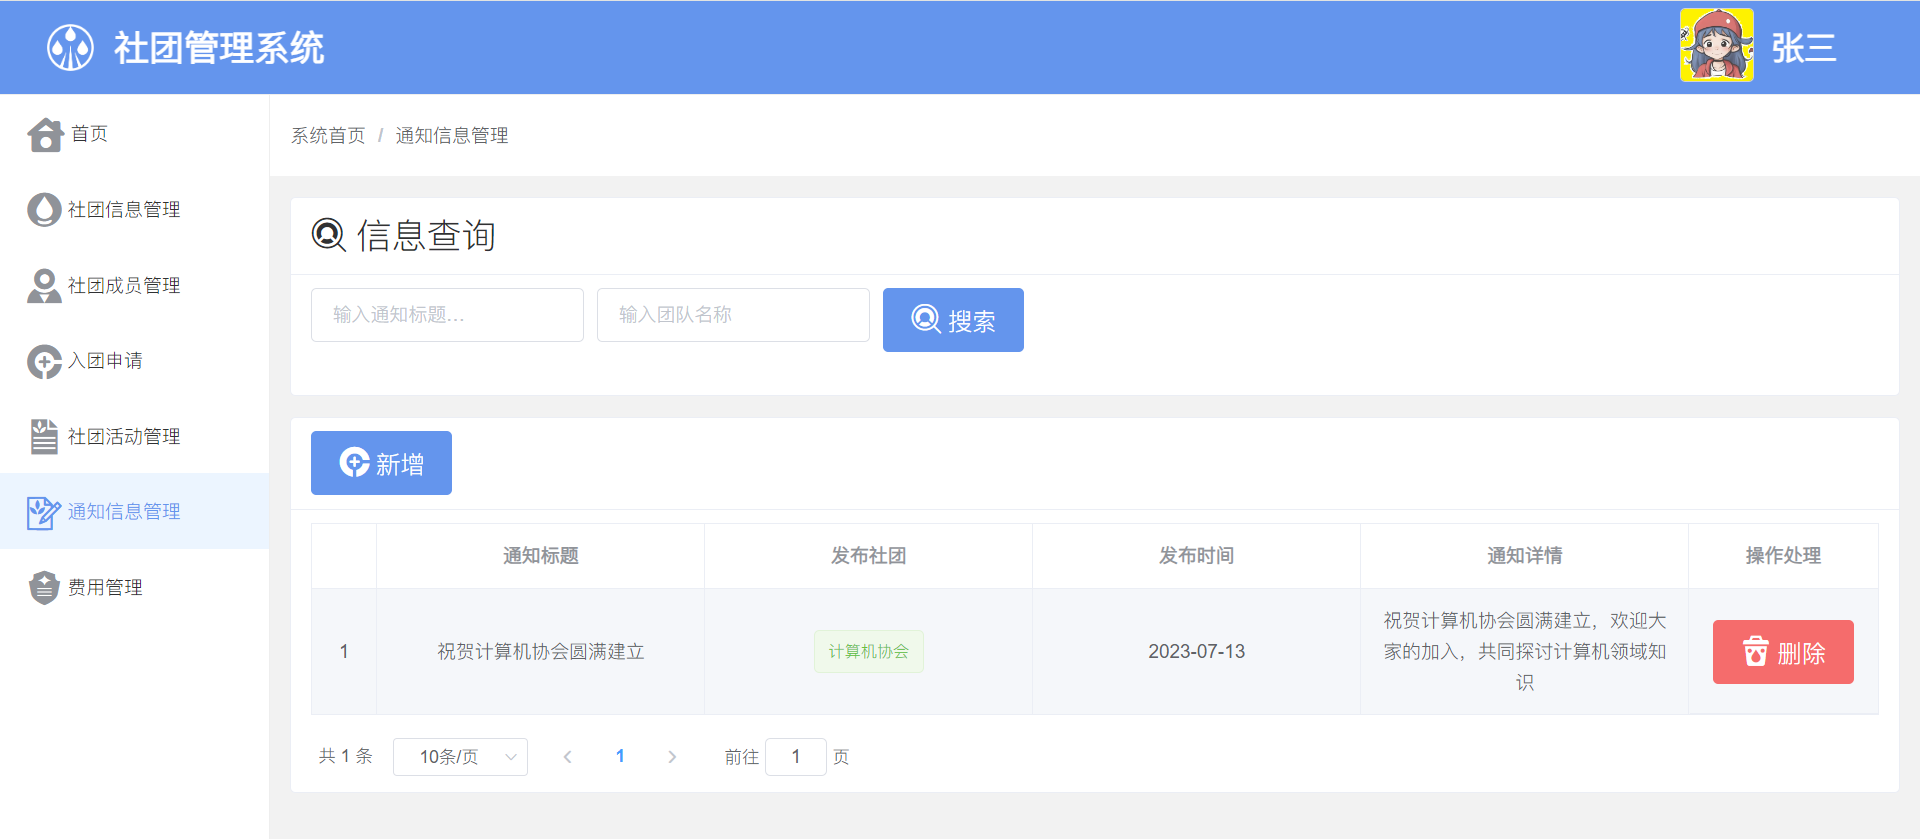 社团管理系统
张三
首页
社团信息管理
社团成员管理
入团申请
社团活动管理
通知信息管理
费用管理
系统首页 / 通知信息管理
信息查询
输入通知标题...
输入团队名称
搜索
新增
通知标题 发布社团 发布时间 通知详情 操作处理
1 祝贺计算机协会圆满建立 计算机协会 2023-07-13 祝贺计算机协会圆满建立，欢迎大
家的加入，共同探讨计算机领域知
识
删除
共 1 条 10条/页 1 前往 1 页